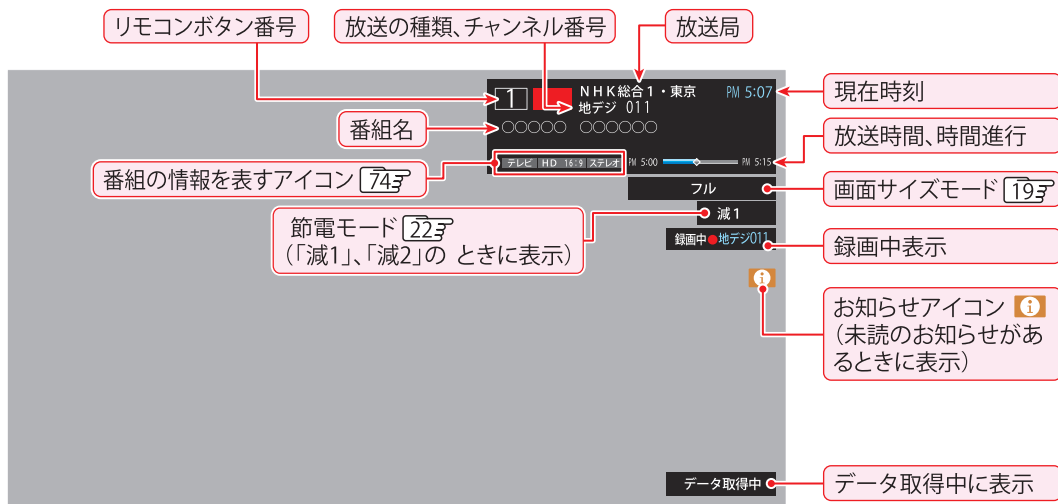 リモコンボタン番号
放送の種類、チャンネル番号
放送局
1
NHK総合1・東京
PM 5:07
地デジ 011
現在時刻
番組名
○○○○○ ○○○○○○
放送時間、時間進行
テレビ HD 16:9 ステレオ PM 5:00 PM 5:15
番組の情報を表すアイコン 74
フル
画面サイズモード 19
減1
節電モード 22
(「減1」、「減2」の ときに表示)
録画中●地デジ011
録画中表示
お知らせアイコン
(未読のお知らせがあ
るときに表示)
データ取得中
データ取得中に表示